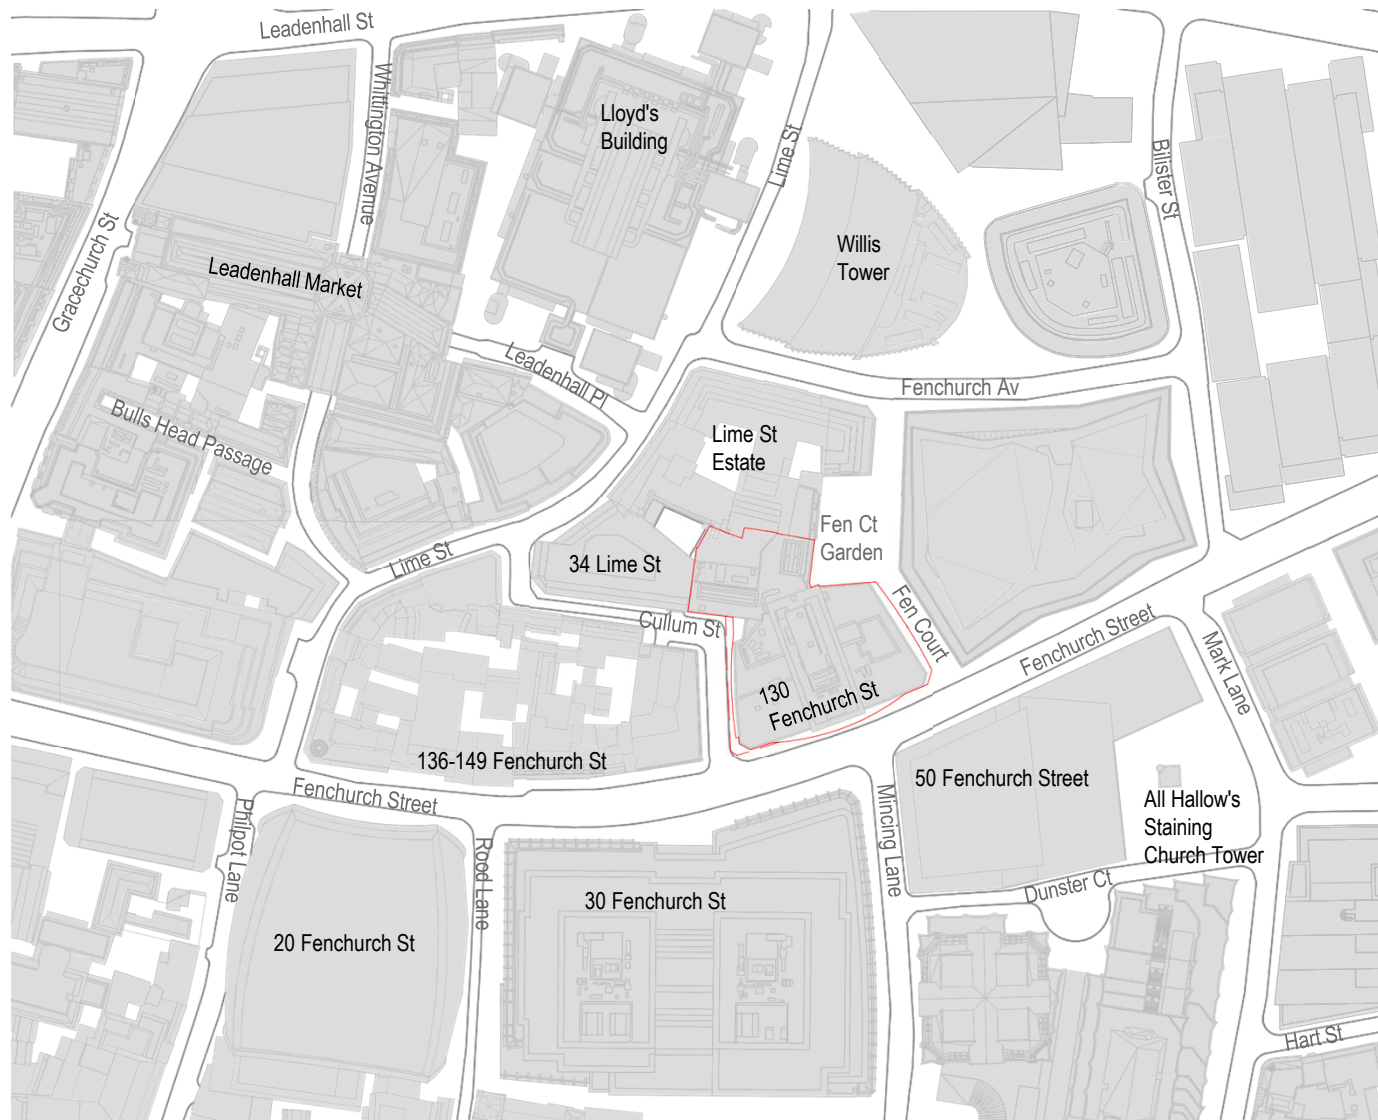 Leadenhall St
Whittington Avenue
Lloyd's
Building
Lime St
Bilister St
Gracechurch St
Leadenhall Market
Willis
Tower
Leadenhall Pl
Fenchurch Av
Bulls Head Passage
Lime St
Estate
Fen Ct
Garden
Lime St
34 Lime St
Cullum St
Fen Court
Fenchurch Street
Mark Lane
130
Fenchurch St
136-149 Fenchurch St
50 Fenchurch Street
Fenchurch Street
Philpot Lane
Rood Lane
Mincing Lane
All Hallow's
Staining
Church Tower
Dunster Ct
30 Fenchurch St
20 Fenchurch St
Hart St